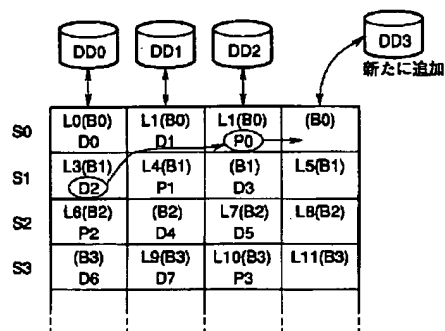 DD0 DD1 DD2 DD3
新たに追加
S0 L0(B0) L1(B0) L1(B0) (B0)
D0 D1 P0
S1 L3(B1) L4(B1) (B1) L5(B1)
D2 P1 D3
S2 L6(B2) (B2) L7(B2) L8(B2)
P2 D4 D5
S3 (B3) L9(B3) L10(B3) L11(B3)
D6 D7 P3